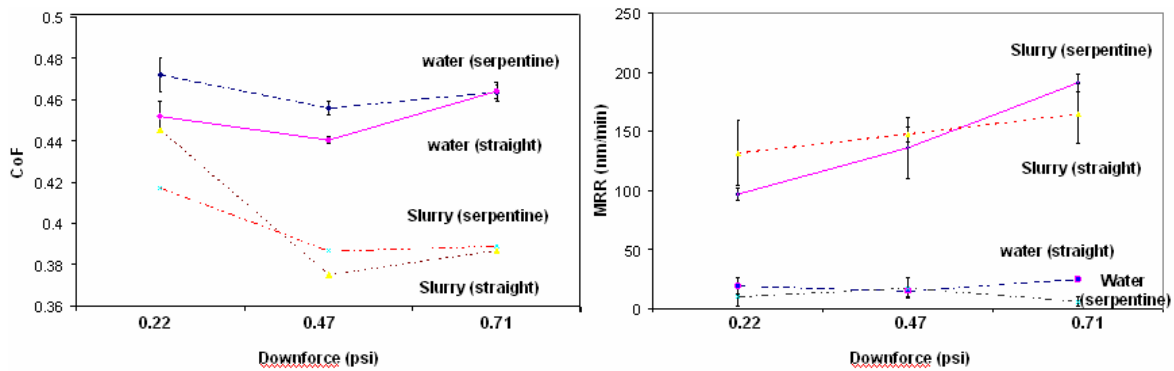 0.5
0.48
0.46
0.44
0.42
0.4
0.38
0.36
CoF
water (serpentine)
water (straight)
Slurry (serpentine)
Slurry (straight)
0.22 0.47 0.71
Downforce (psi)
250
200
150
100
50
0
MRR (nm/min)
Slurry (serpentine)
Slurry (straight)
water (straight)
Water
(serpentine)
0.22 0.47 0.71
Downforce (psi)